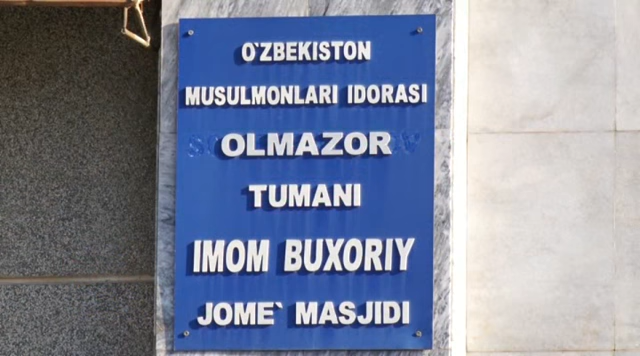 O`ZBEKISTON
MUSULMONLARI IDORASI
OLMAZOR
TUMANI
IMOM BUXORIY
JOME` MASJIDI